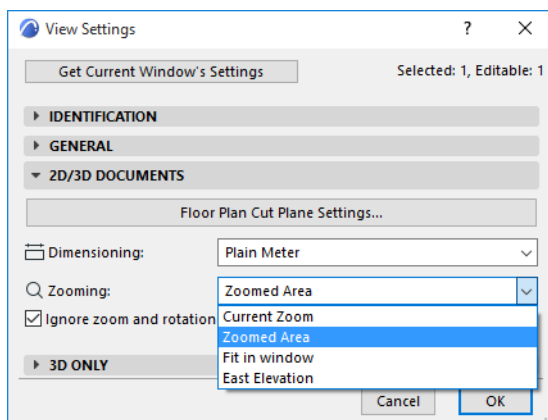 View Settings
?
X
Get Current Window's Settings
Selected: 1, Editable: 1
IDENTIFICATION
GENERAL
2D/3D DOCUMENTS
Floor Plan Cut Plane Settings...
Dimensioning:
Plain Meter
Zooming:
Zoomed Area
Ignore zoom and rotation
Current Zoom
Zoomed Area
Fit in window
East Elevation
3D ONLY
Cancel
OK